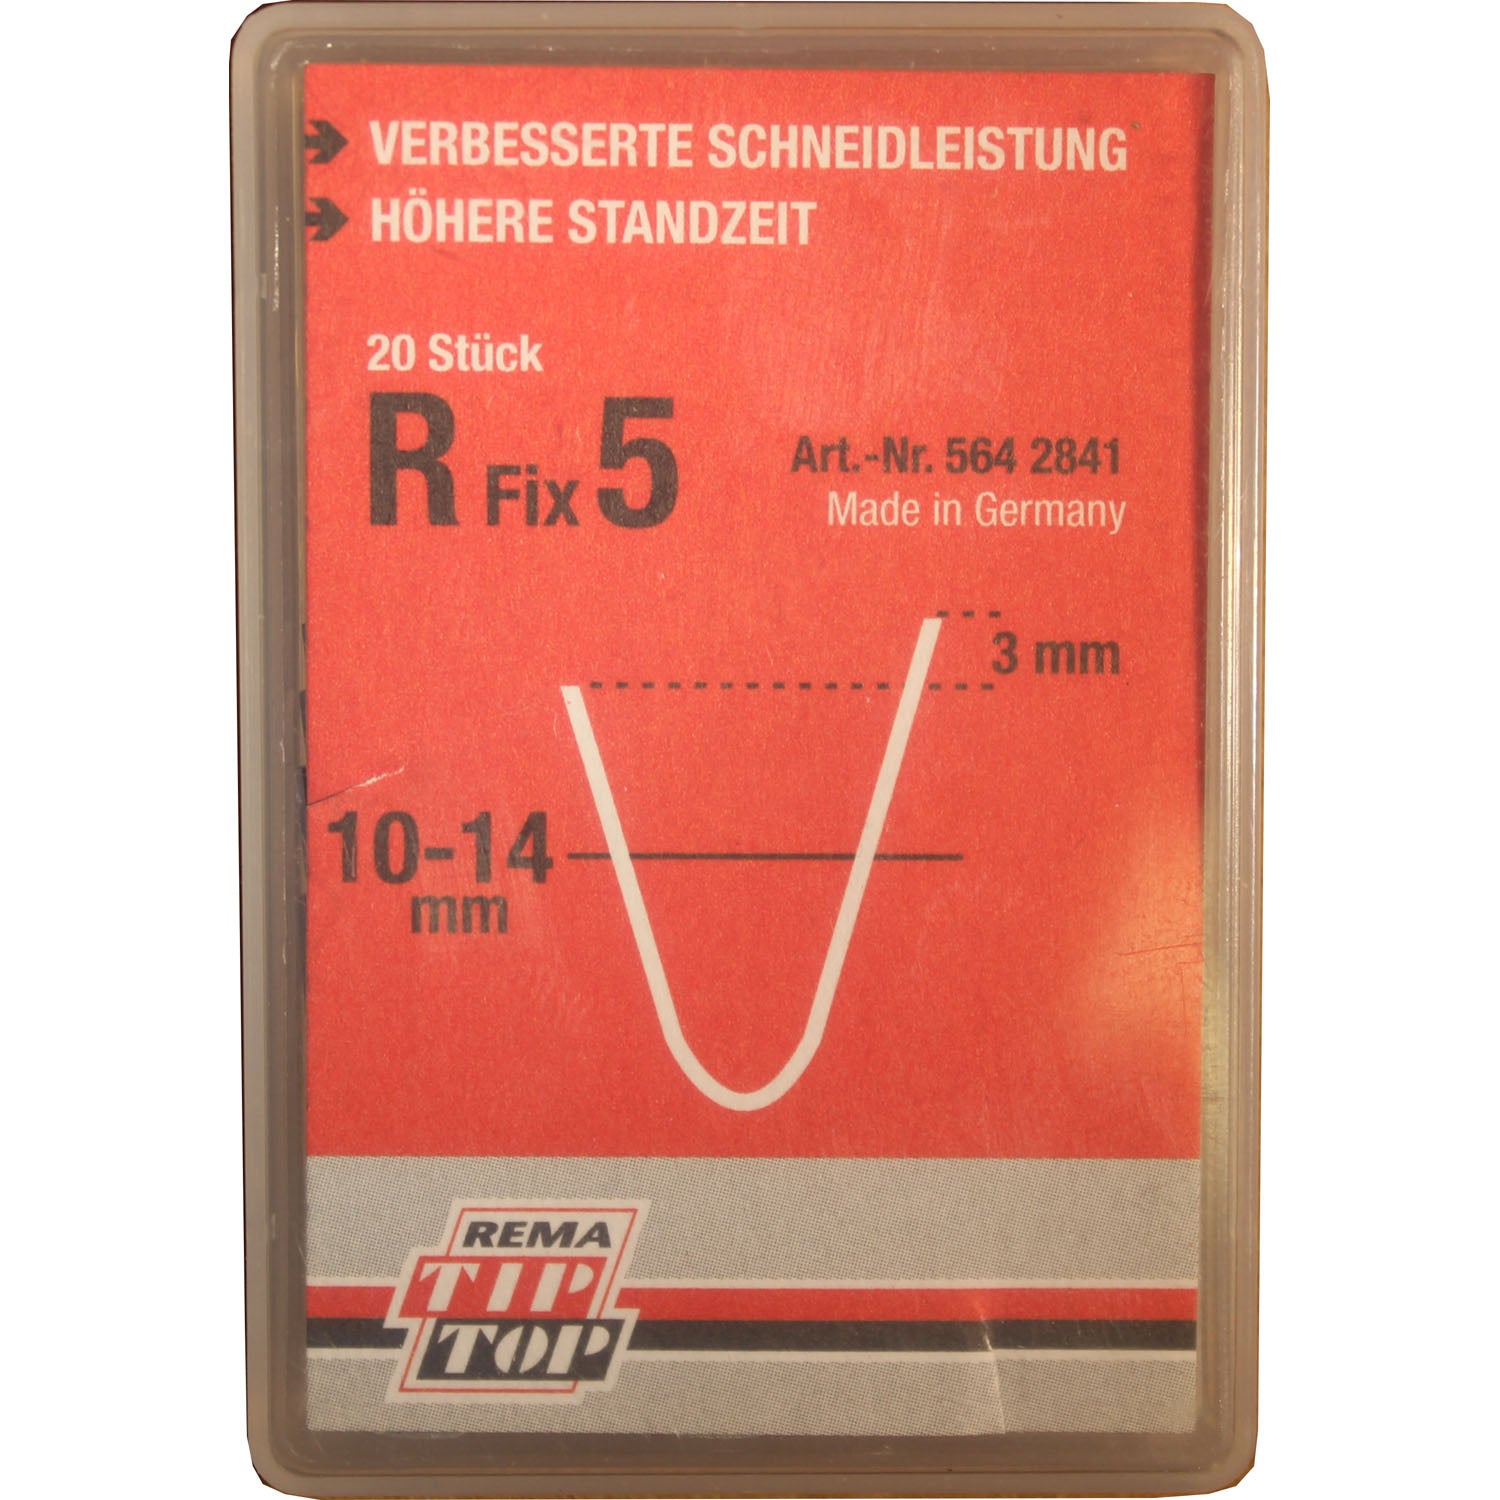 VERBESSERTE SCHNEIDLEISTUNG
HÖHERE STANDZEIT
20 Stück
R Fix 5
Art.-Nr. 564 2841
Made in Germany
3 mm
10-14
mm
REMA
TIP
TOP